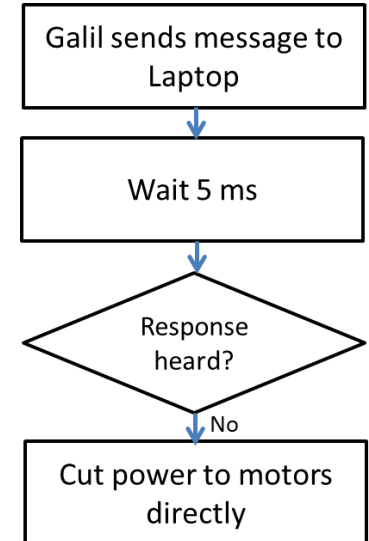 Galil sends message to
Laptop
Wait 5 ms
Response
heard?
No
Cut power to motors
directly